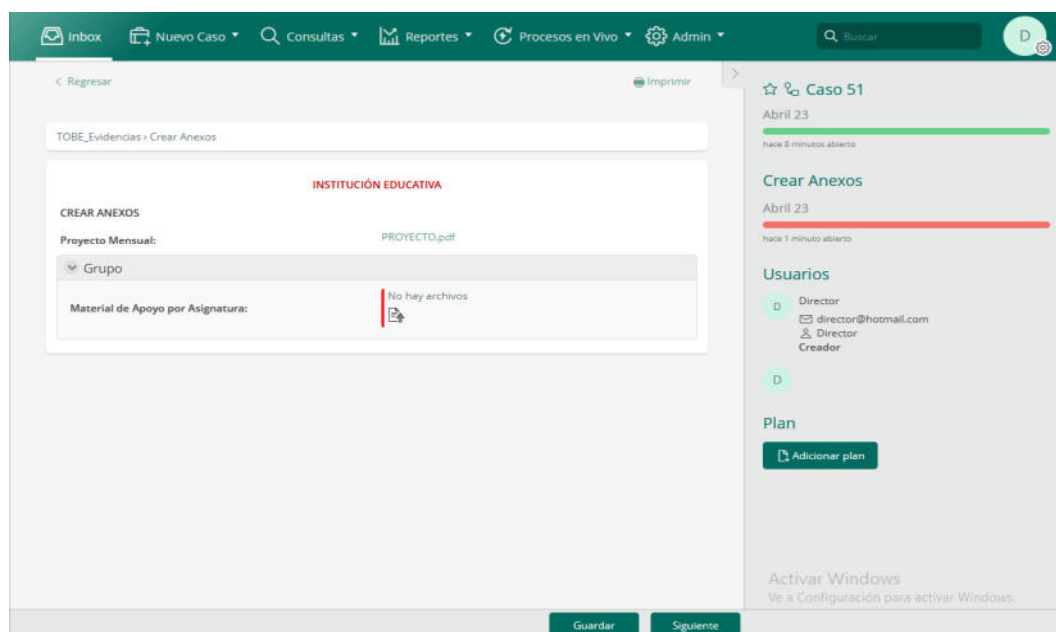 Inbox Nuevo Caso Consultas Reportes Procesos en Vivo Admin Buscar D
Regresar Imprimir
TOBE_Evidencias › Crear Anexos
INSTITUCIÓN EDUCATIVA
CREAR ANEXOS
Proyecto Mensual: PROYECTO.pdf
Grupo
Material de Apoyo por Asignatura: No hay archivos
Caso 51
Abril 23
hace 8 minutos abierto
Crear Anexos
Abril 23
hace 1 minuto abierto
Usuarios
D Director
director@hotmail.com
Director
Creador
D
Plan
Adicionar plan
Activar Windows
Ve a Configuración para activar Windows.
Guardar Siguiente